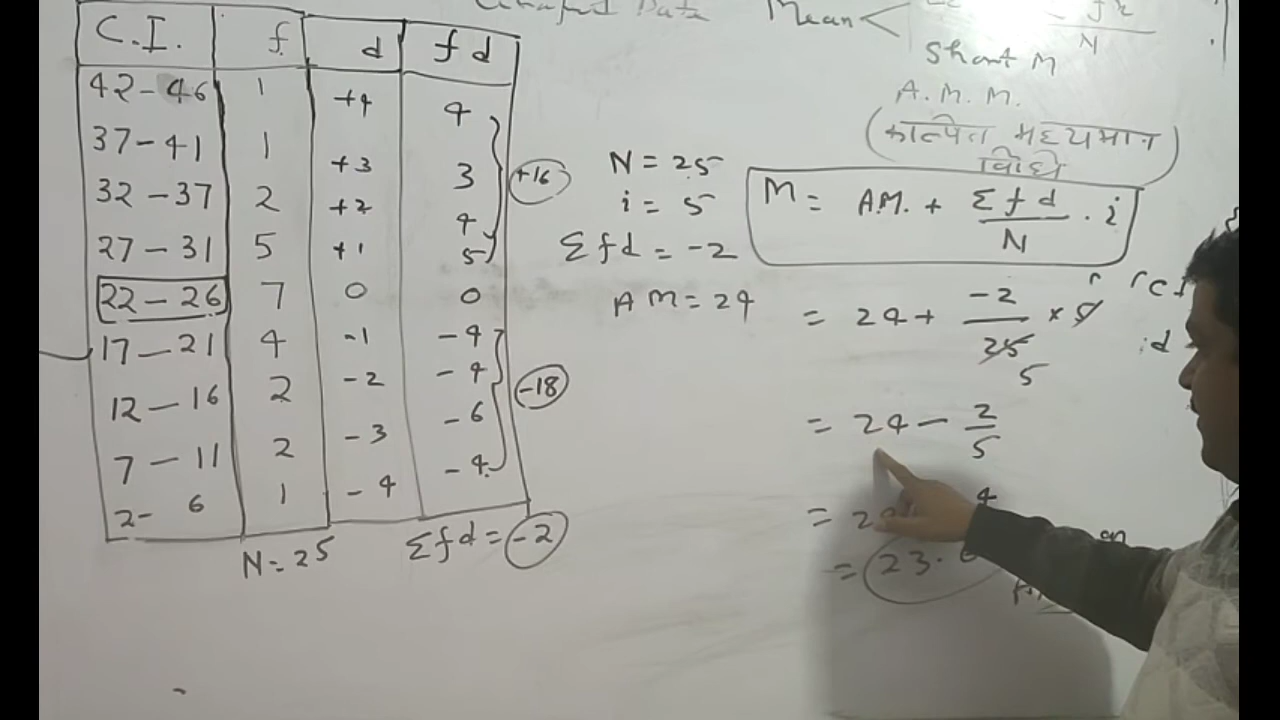 Data Mean <
N
Short M
A.M.M.
(कल्पित मध्यमान
विधि)
C.I. f d fd
42-46 1 +4 4
37-41 1 +3 3
32-37 2 +2 4
27-31 5 +1 5
22-26 7 0 0
17-21 4 -1 -4
12-16 2 -2 -4
7-11 2 -3 -6
2-6 1 -4 -4
+16
-18
N=25 Σfd=-2
N=25
i=5
Σfd=-2
AM=24
M= A.M. + Σfd/N . i
= 24+ -2/25 × 5
5
= 24- 2/5
= 23.